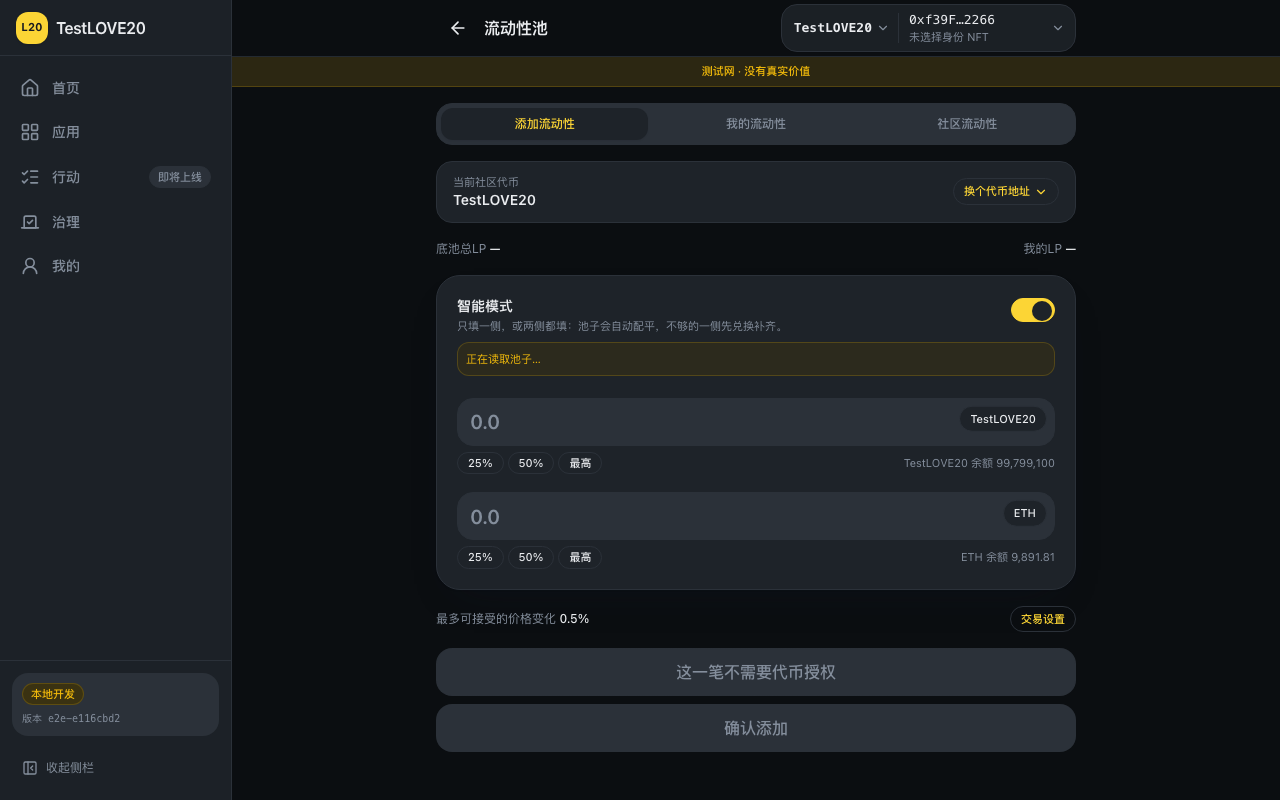 L20 TestLOVE20
首页
应用
行动 即将上线
治理
我的
本地开发
版本 e2e-e116cbd2
收起侧栏
流动性池
TestLOVE20
0xf39F…2266
未选择身份 NFT
测试网 · 没有真实价值
添加流动性 我的流动性 社区流动性
当前社区代币
TestLOVE20
换个代币地址
底池总LP — 我的LP —
智能模式
只填一侧，或两侧都填：池子会自动配平，不够的一侧先兑换补齐。
正在读取池子…
0.0 TestLOVE20
25% 50% 最高 TestLOVE20 余额 99,799,100
0.0 ETH
25% 50% 最高 ETH 余额 9,891.81
最多可接受的价格变化 0.5% 交易设置
这一笔不需要代币授权
确认添加